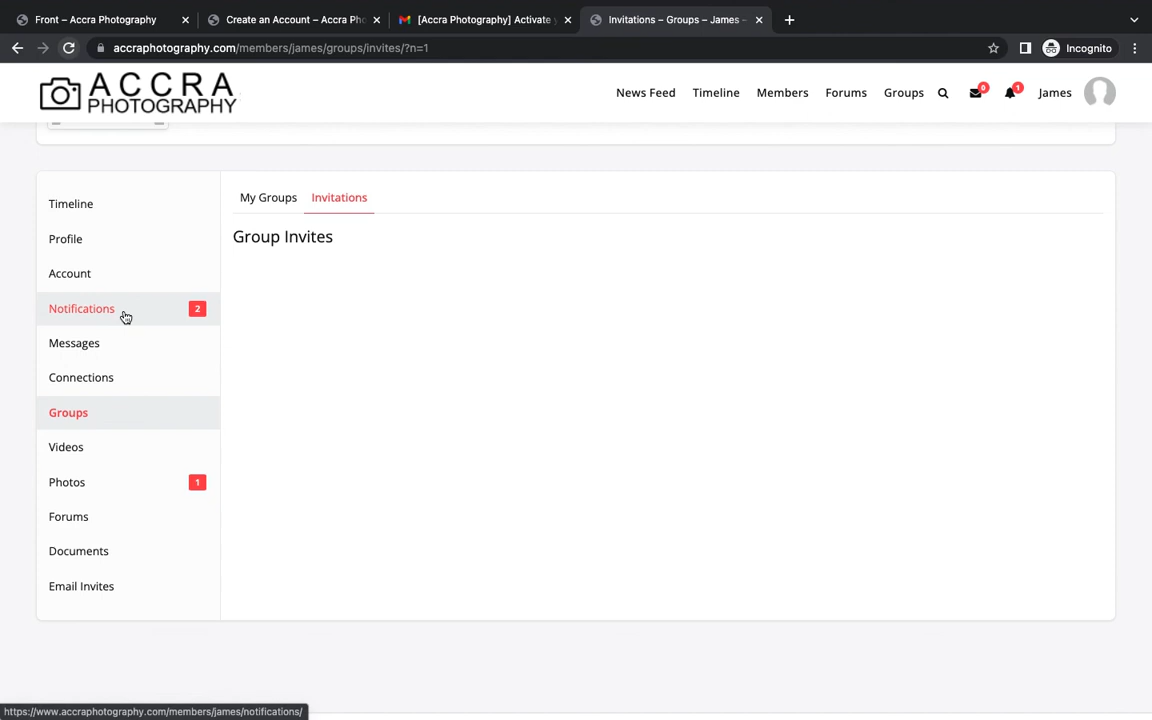 Front – Accra Photography
Create an Account – Accra Pho
[Accra Photography] Activate y
Invitations – Groups – James –
accraphotography.com/members/james/groups/invites/?n=1
Incognito
ACCRA
PHOTOGRAPHY
News Feed Timeline Members Forums Groups 0 1 James
Timeline
Profile
Account
Notifications 2
Messages
Connections
Groups
Videos
Photos 1
Forums
Documents
Email Invites
My Groups Invitations
Group Invites
https://www.accraphotography.com/members/james/notifications/